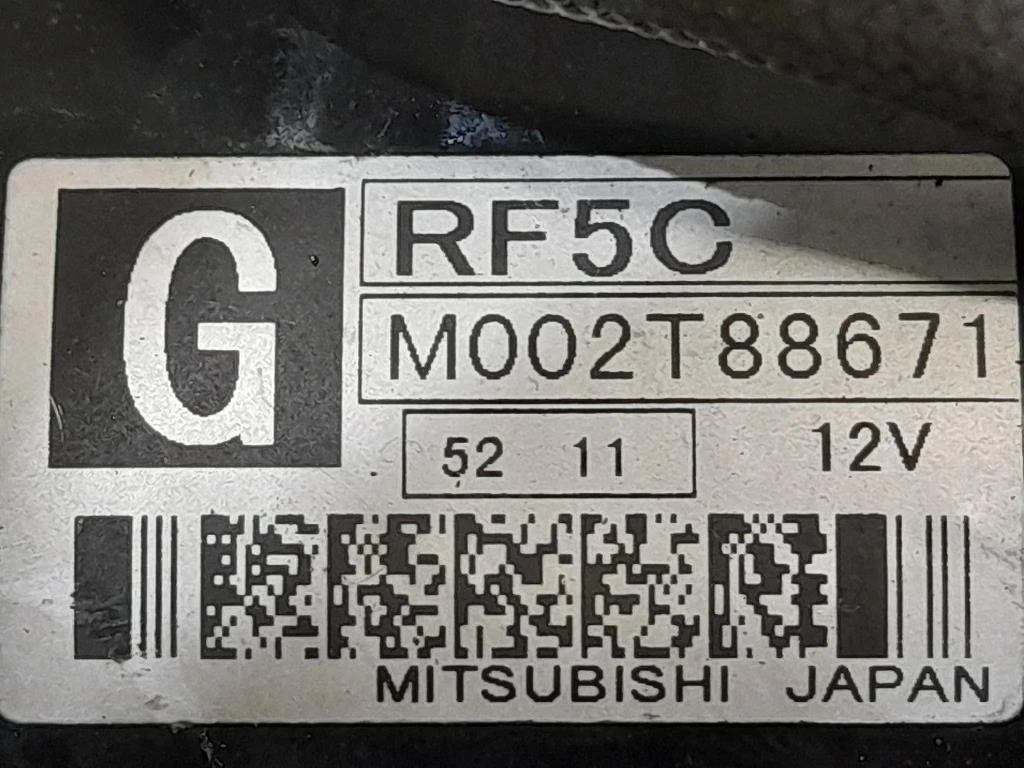 G
RF5C
M002T88671
52 11
12V
MITSUBISHI JAPAN